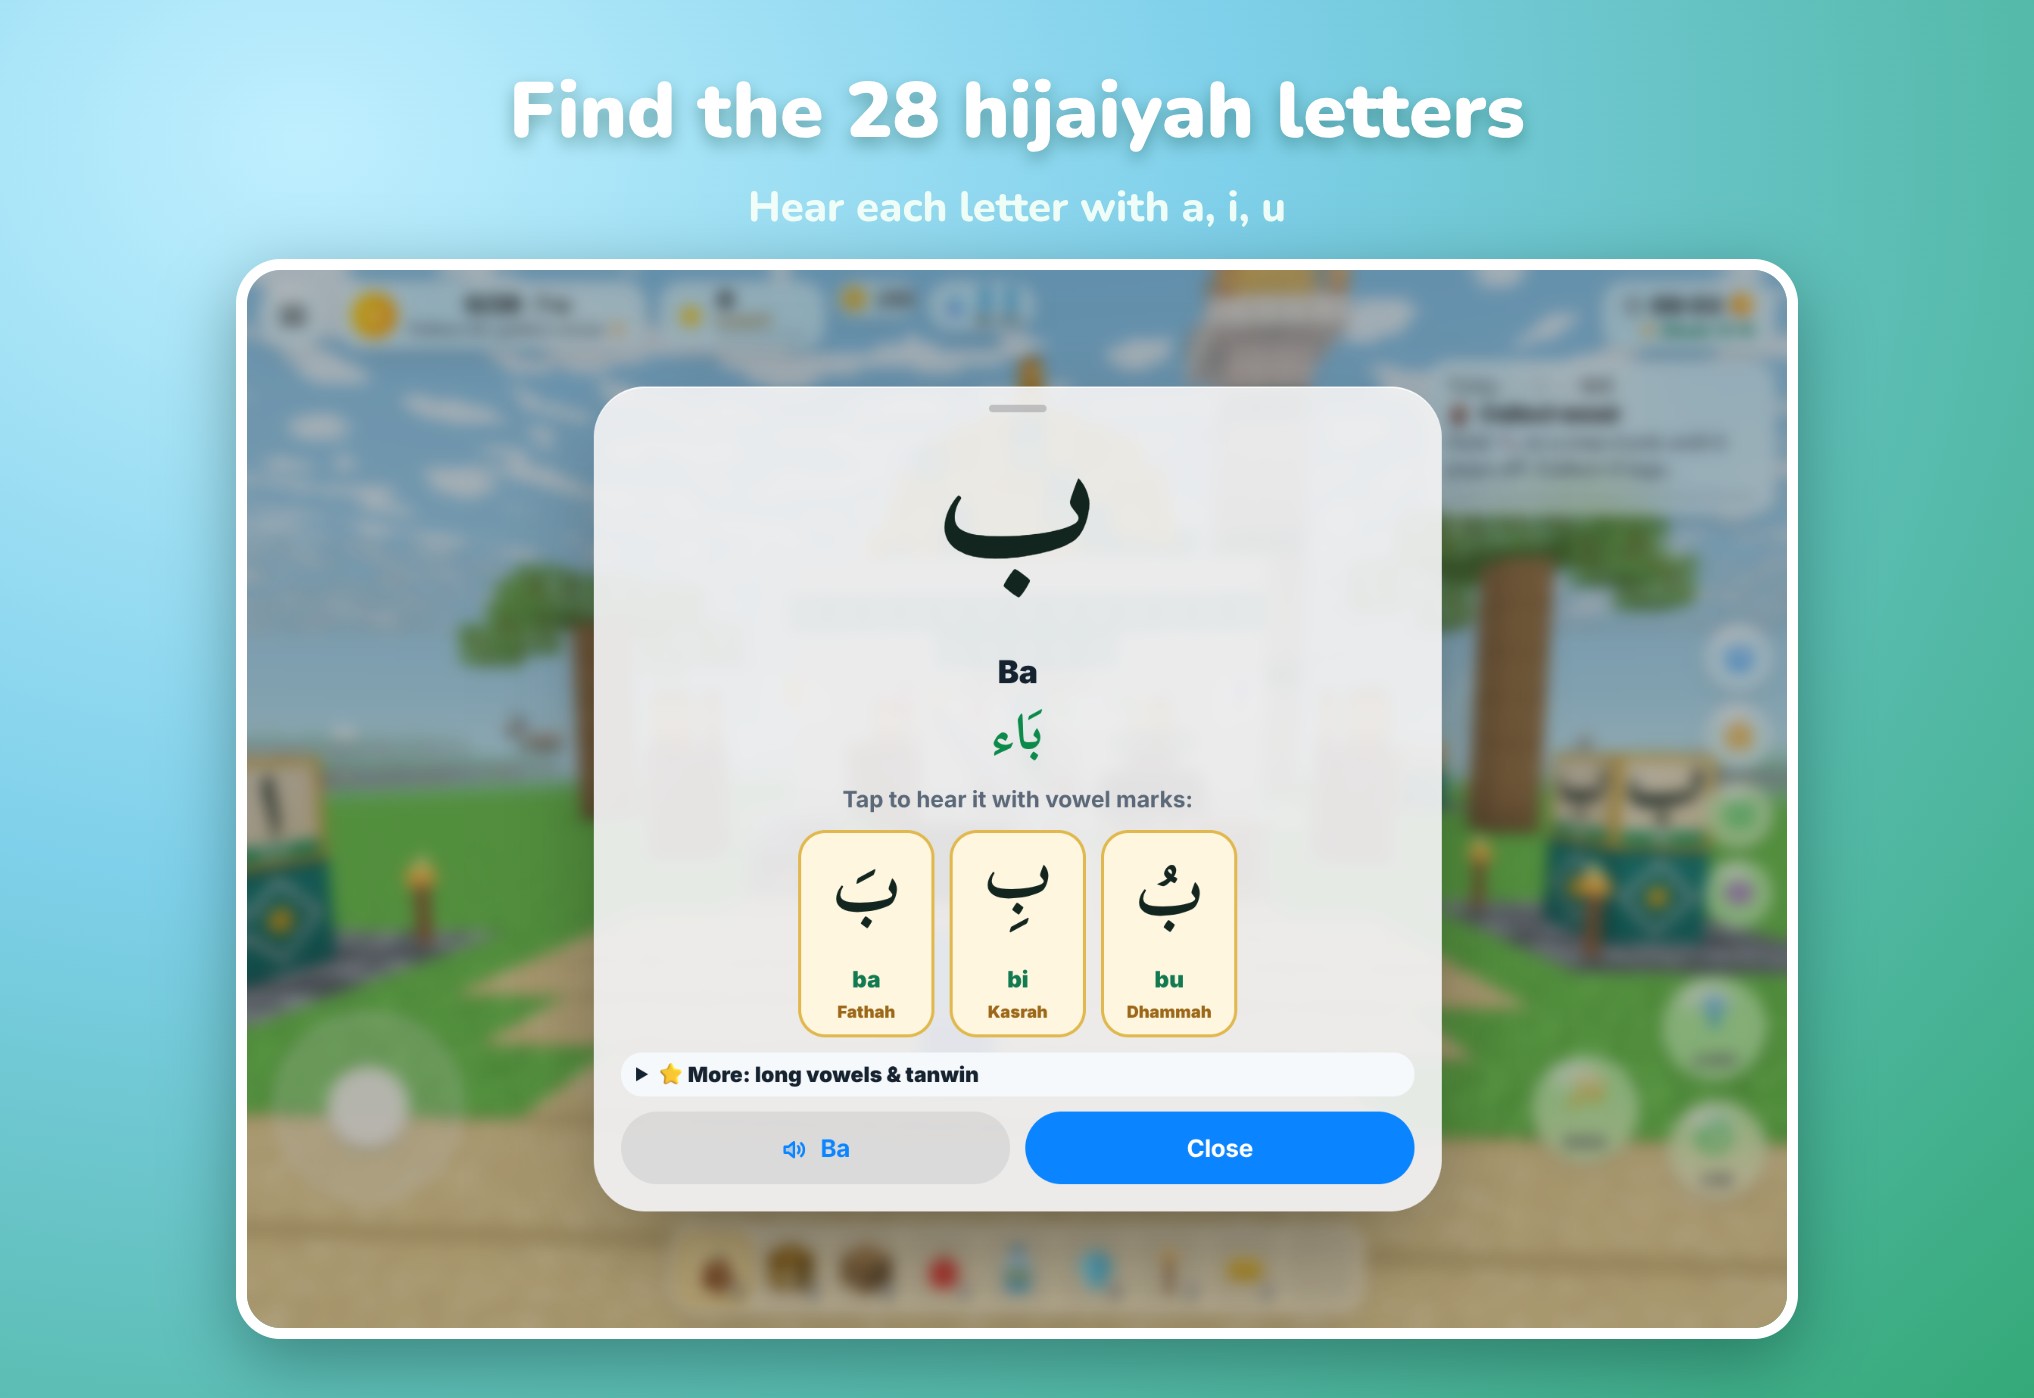 Find the 28 hijaiyah letters
Hear each letter with a, i, u
ب
Ba
بَاء
Tap to hear it with vowel marks:
بَ بِ بُ
ba bi bu
Fathah Kasrah Dhammah
▶ ⭐ More: long vowels & tanwin
Ba Close